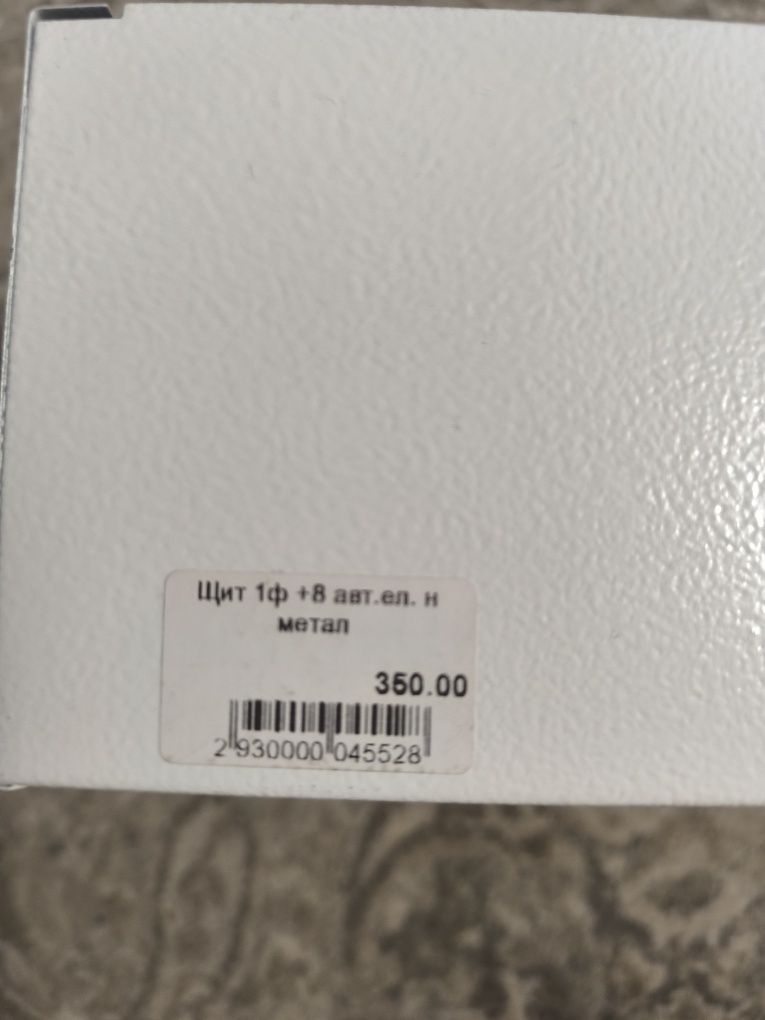 Щит 1ф +8 авт.ел. н
метал
350.00
2 930000 045528